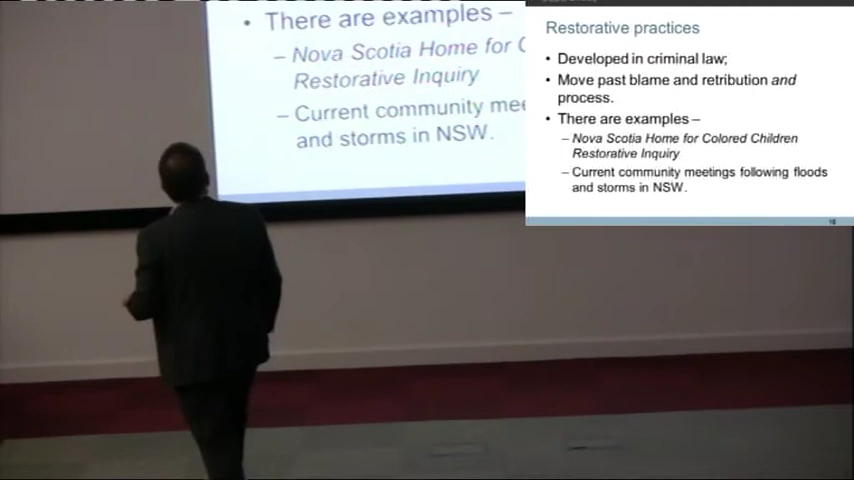 • There are examples –
– Nova Scotia Home for C
Restorative Inquiry
– Current community mee
and storms in NSW.
Restorative practices
• Developed in criminal law;
• Move past blame and retribution and
process.
• There are examples –
– Nova Scotia Home for Colored Children
Restorative Inquiry
– Current community meetings following floods
and storms in NSW.